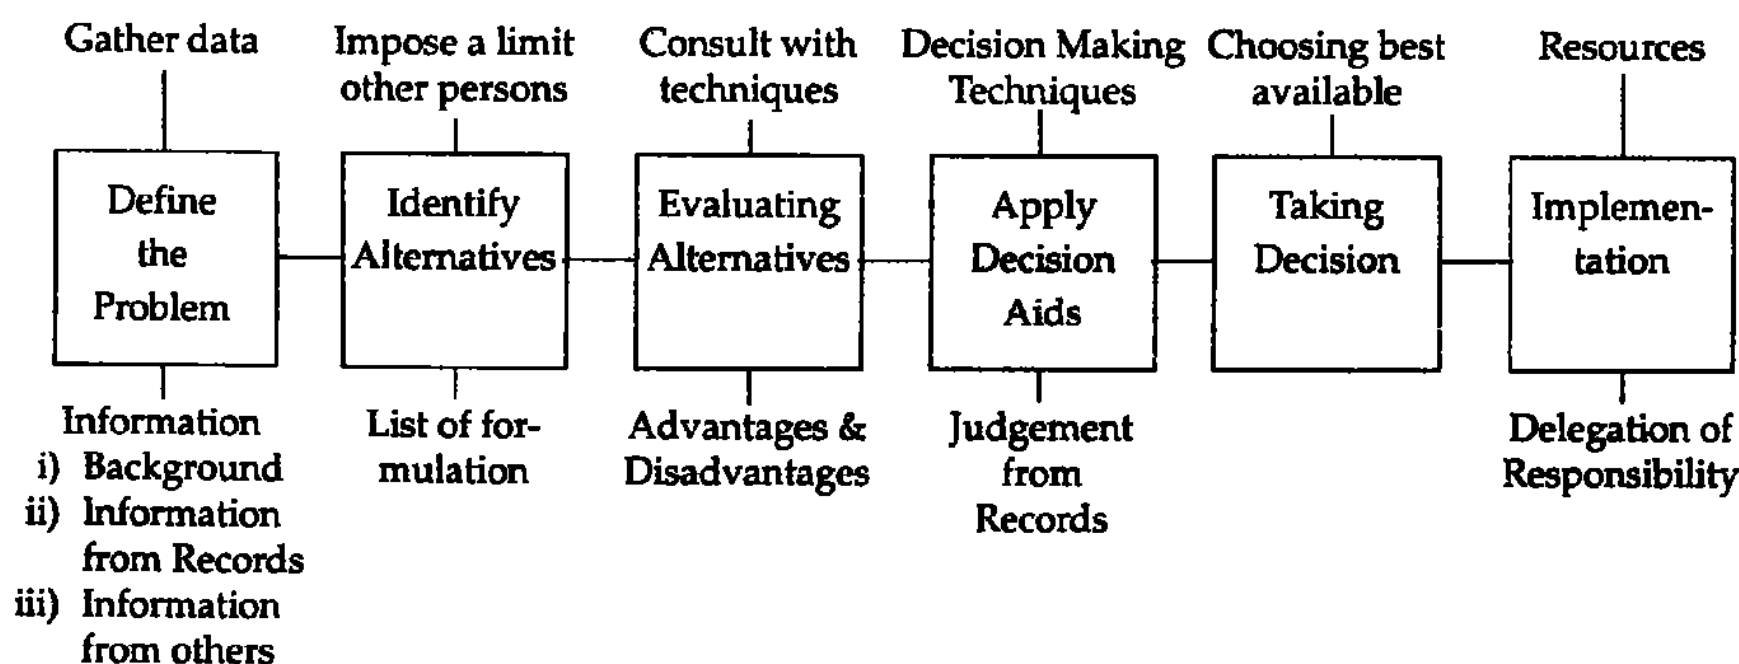 Gather data
Impose a limit
other persons
Consult with
techniques
Decision Making
Techniques
Choosing best
available
Resources
Define
the
Problem
Identify
Alternatives
Evaluating
Alternatives
Apply
Decision
Aids
Taking
Decision
Implemen-
tation
Information
i) Background
ii) Information
from Records
iii) Information
from others
List of for-
mulation
Advantages &
Disadvantages
Judgement
from
Records
Delegation of
Responsibility